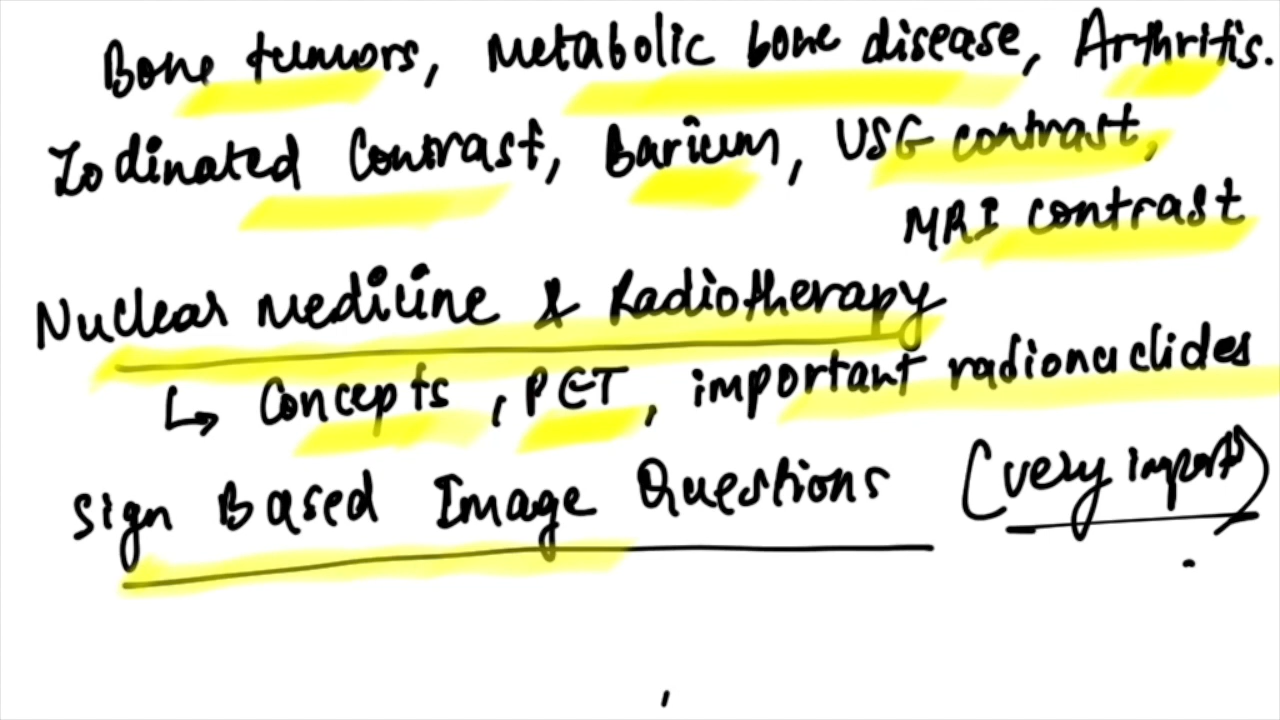 Bone tumors, Metabolic bone disease, Arthritis.
Iodinated Contrast, Barium, USG contrast,
MRI contrast
Nuclear Medicine & Radiotherapy
↳ Concepts, PET, important radionuclides
Sign Based Image Questions (very import)